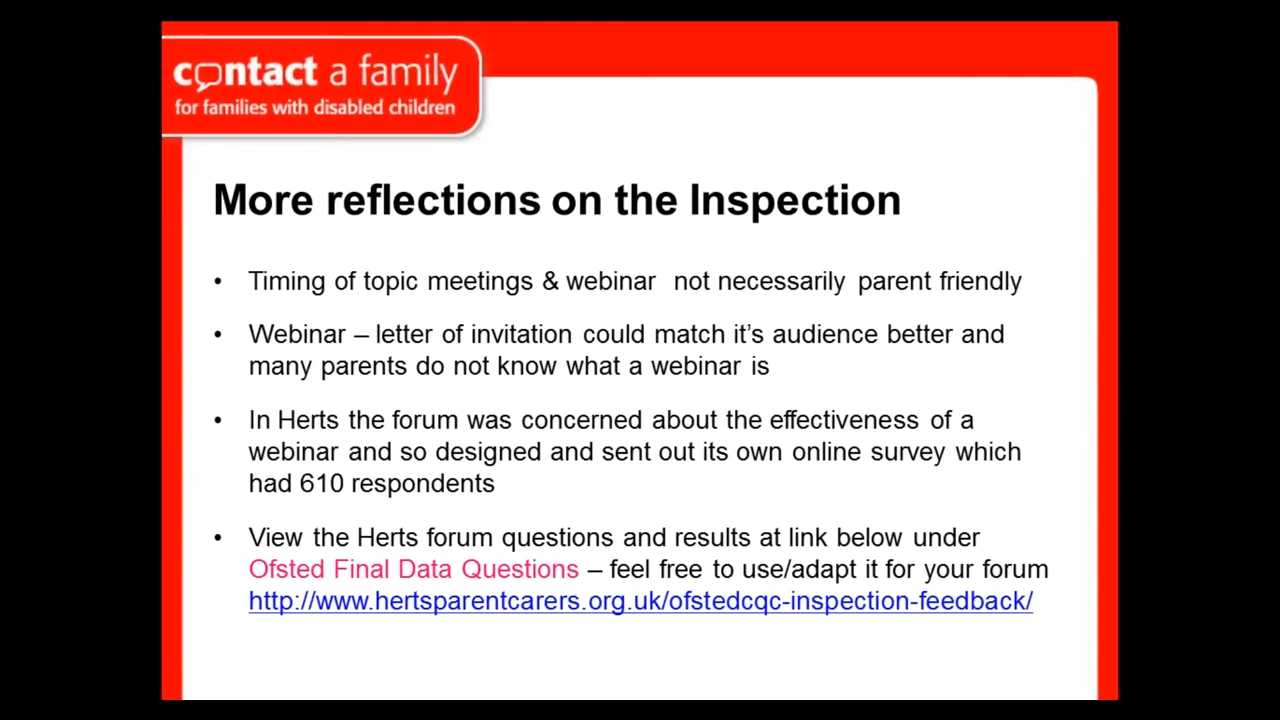 contact a family
for families with disabled children
More reflections on the Inspection
• Timing of topic meetings & webinar not necessarily parent friendly
• Webinar – letter of invitation could match it’s audience better and
many parents do not know what a webinar is
• In Herts the forum was concerned about the effectiveness of a
webinar and so designed and sent out its own online survey which
had 610 respondents
• View the Herts forum questions and results at link below under
Ofsted Final Data Questions – feel free to use/adapt it for your forum
http://www.hertsparentcarers.org.uk/ofstedcqc-inspection-feedback/